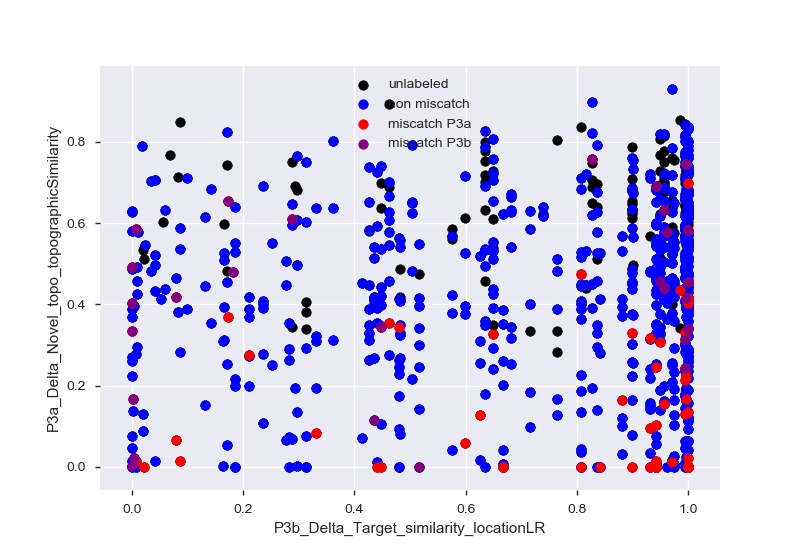 unlabeled
non miscatch
miscatch P3a
miscatch P3b
0.8
0.6
0.4
0.2
0.0
P3a_Delta_Novel_topo_topographicSimilarity
0.0 0.2 0.4 0.6 0.8 1.0
P3b_Delta_Target_similarity_locationLR